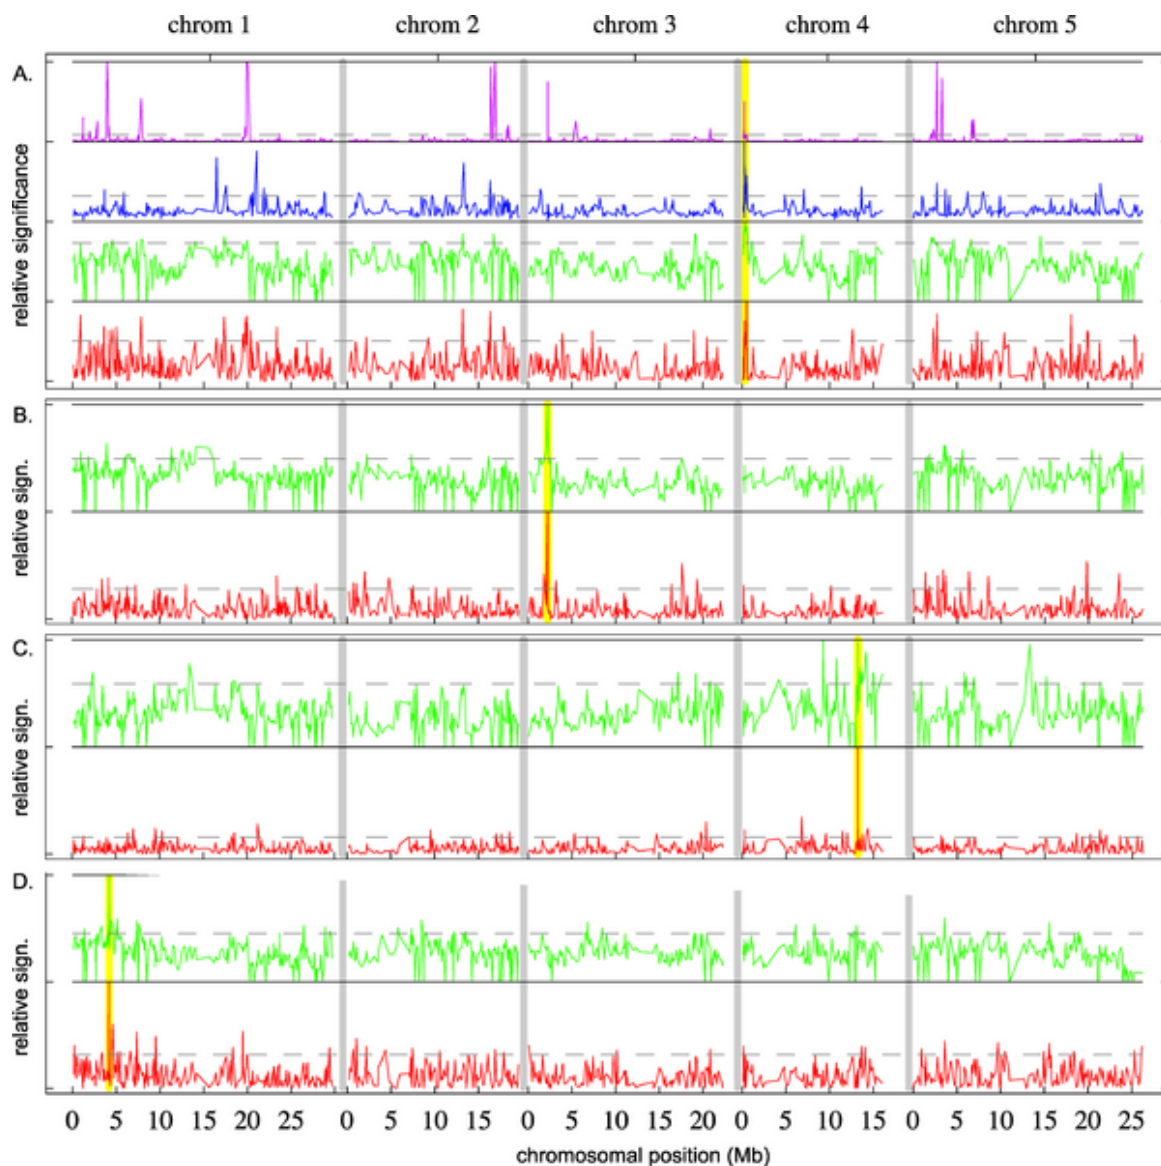 chrom 1 chrom 2 chrom 3 chrom 4 chrom 5
A.
relative significance
B.
relative sign.
C.
relative sign.
D.
relative sign.
0 5 10 15 20 25 0 5 10 15 0 5 10 15 20 0 5 10 15 0 5 10 15 20 25
chromosomal position (Mb)